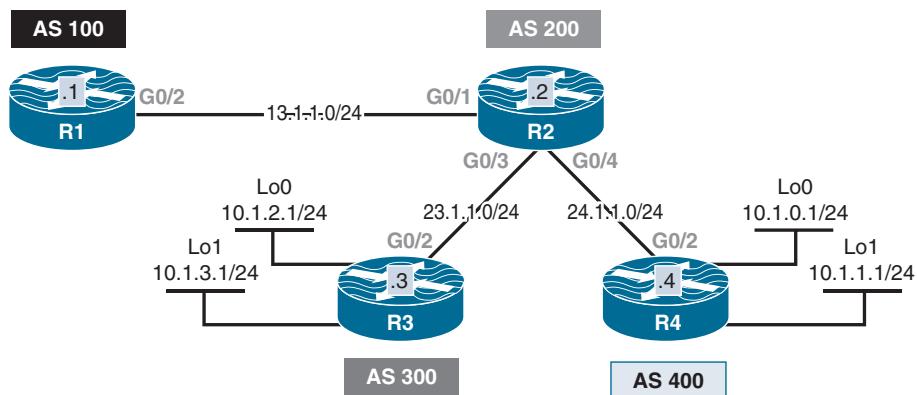 AS 100
AS 200
.1
G0/2
13.1.1.0/24
G0/1
.2
R1
R2
G0/3
G0/4
Lo0
10.1.2.1/24
23.1.1.0/24
24.1.1.0/24
Lo0
10.1.0.1/24
Lo1
10.1.3.1/24
G0/2
G0/2
Lo1
10.1.1.1/24
.3
.4
R3
R4
AS 300
AS 400